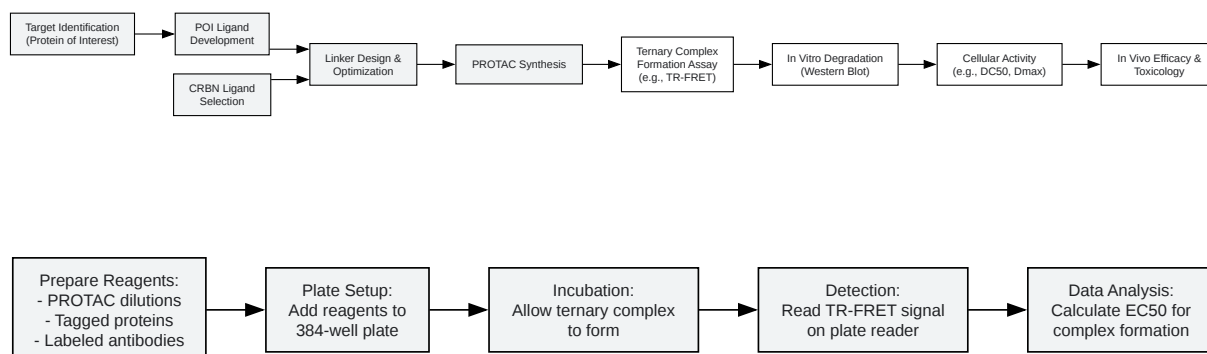 Target Identification
(Protein of Interest)
POI Ligand
Development
CRBN Ligand
Selection
Linker Design &
Optimization
PROTAC Synthesis
Ternary Complex
Formation Assay
(e.g., TR-FRET)
In Vitro Degradation
(Western Blot)
Cellular Activity
(e.g., DC50, Dmax)
In Vivo Efficacy &
Toxicology
Prepare Reagents:
- PROTAC dilutions
- Tagged proteins
- Labeled antibodies
Plate Setup:
Add reagents to
384-well plate
Incubation:
Allow ternary complex
to form
Detection:
Read TR-FRET signal
on plate reader
Data Analysis:
Calculate EC50 for
complex formation